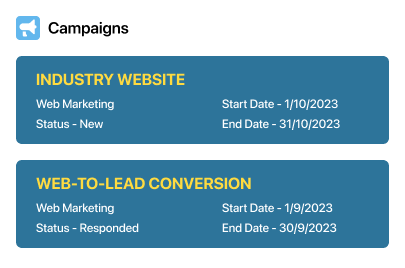 Campaigns
INDUSTRY WEBSITE
Web Marketing Start Date - 1/10/2023
Status - New End Date - 31/10/2023
WEB-TO-LEAD CONVERSION
Web Marketing Start Date - 1/9/2023
Status - Responded End Date - 30/9/2023